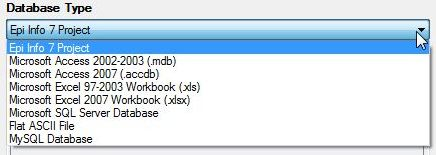 Database Type
Epi Info 7 Project
Epi Info 7 Project
Microsoft Access 2002-2003 (.mdb)
Microsoft Access 2007 (.accdb)
Microsoft Excel 97-2003 Workbook (.xls)
Microsoft Excel 2007 Workbook (.xlsx)
Microsoft SQL Server Database
Flat ASCII File
MySQL Database